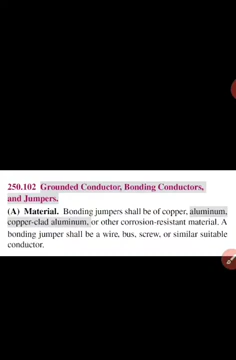 250.102 Grounded Conductor, Bonding Conductors,
and Jumpers.
(A) Material. Bonding jumpers shall be of copper, aluminum,
copper-clad aluminum, or other corrosion-resistant material. A
bonding jumper shall be a wire, bus, screw, or similar suitable
conductor.